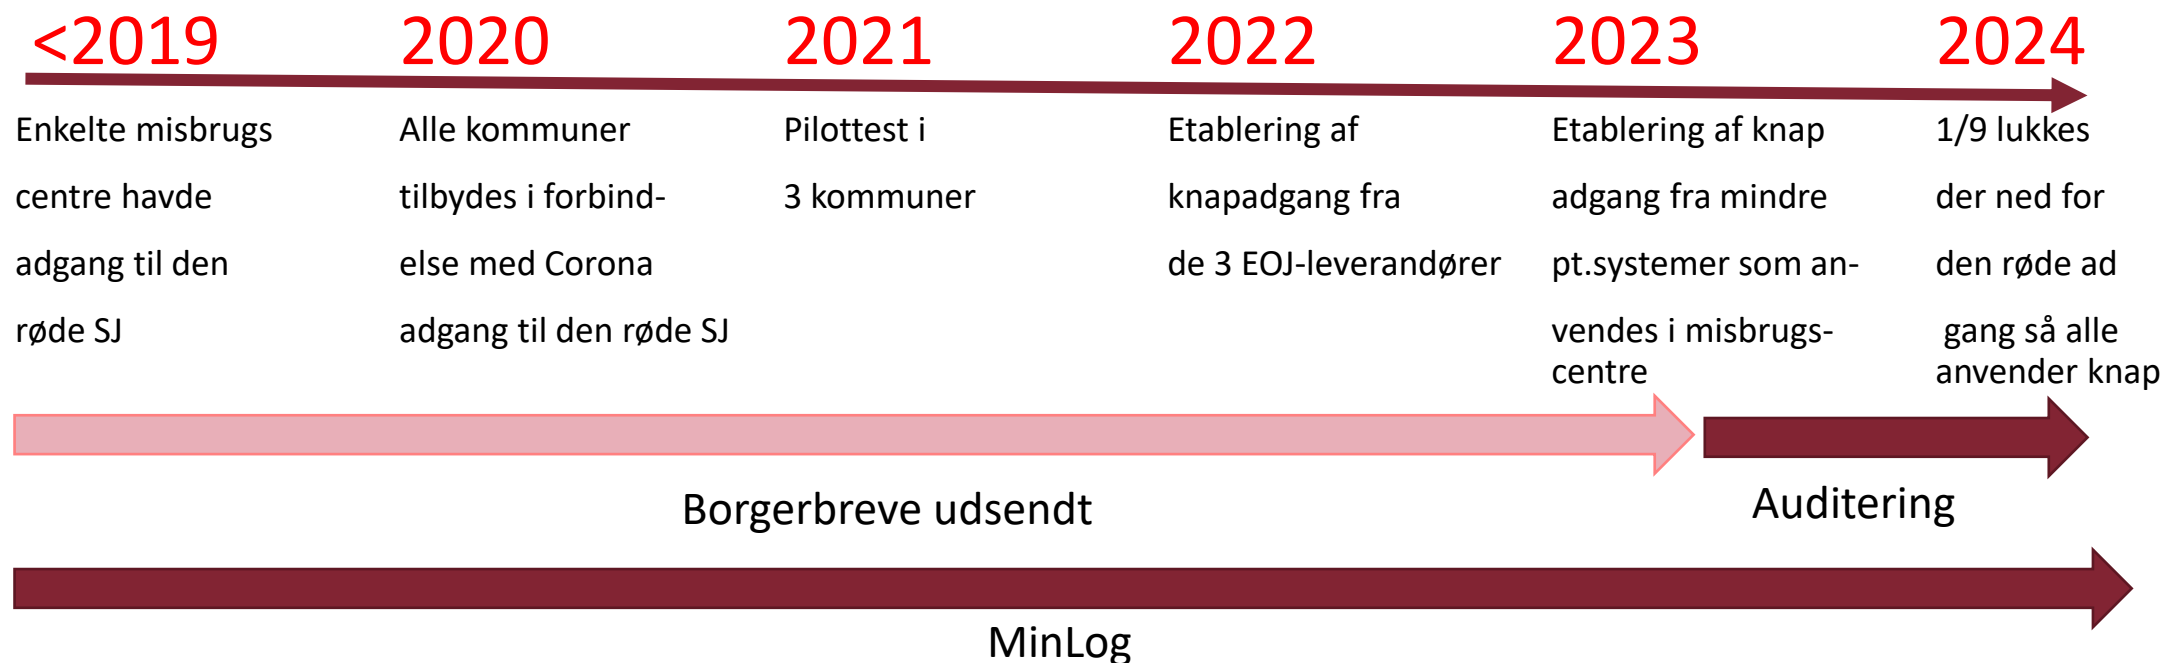 <2019
2020
2021
2022
2023
2024
Enkelte misbrugs
centre havde
adgang til den
røde SJ
Alle kommuner
tilbydes i forbind-
else med Corona
adgang til den røde SJ
Pilottest i
3 kommuner
Etablering af
knapadgang fra
de 3 EOJ-leverandører
Etablering af knap
adgang fra mindre
pt.systemer som an-
vendes i misbrugs-
centre
1/9 lukkes
der ned for
den røde ad
gang så alle
anvender knap
Borgerbreve udsendt
Auditering
MinLog